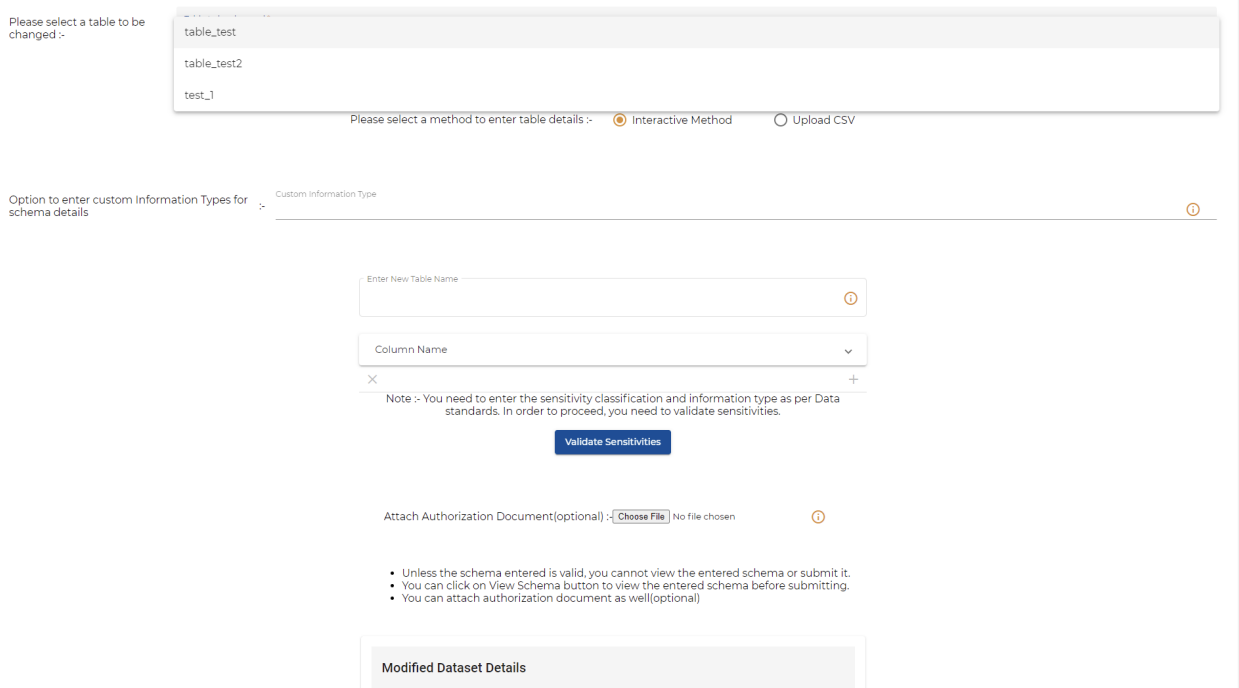 Please select a table to be
changed :-
table_test
table_test2
test_1
Please select a method to enter table details :- Interactive Method Upload CSV
Option to enter custom Information Types for
schema details
:-
Custom Information Type
Enter New Table Name
Column Name
Note :- You need to enter the sensitivity classification and information type as per Data
standards. In order to proceed, you need to validate sensitivities.
Validate Sensitivities
Attach Authorization Document(optional) :- Choose File No file chosen
• Unless the schema entered is valid, you cannot view the entered schema or submit it.
• You can click on View Schema button to view the entered schema before submitting.
• You can attach authorization document as well(optional)
Modified Dataset Details